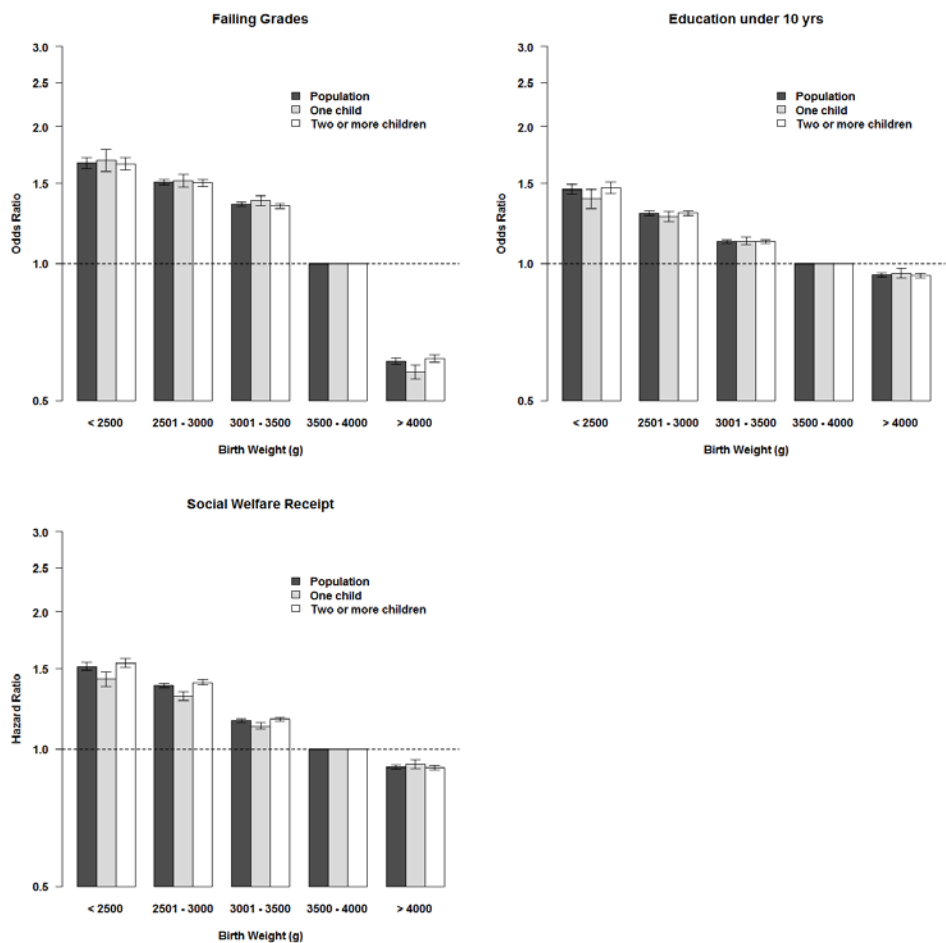 Failing Grades
3.0
2.5
2.0
1.5
1.0
0.5
Odds Ratio
Population
One child
Two or more children
< 2500
2501 - 3000
3001 - 3500
3500 - 4000
> 4000
Birth Weight (g)
Education under 10 yrs
3.0
2.5
2.0
1.5
1.0
0.5
Odds Ratio
Population
One child
Two or more children
< 2500
2501 - 3000
3001 - 3500
3500 - 4000
> 4000
Birth Weight (g)
Social Welfare Receipt
3.0
2.5
2.0
1.5
1.0
0.5
Hazard Ratio
Population
One child
Two or more children
< 2500
2501 - 3000
3001 - 3500
3500 - 4000
> 4000
Birth Weight (g)